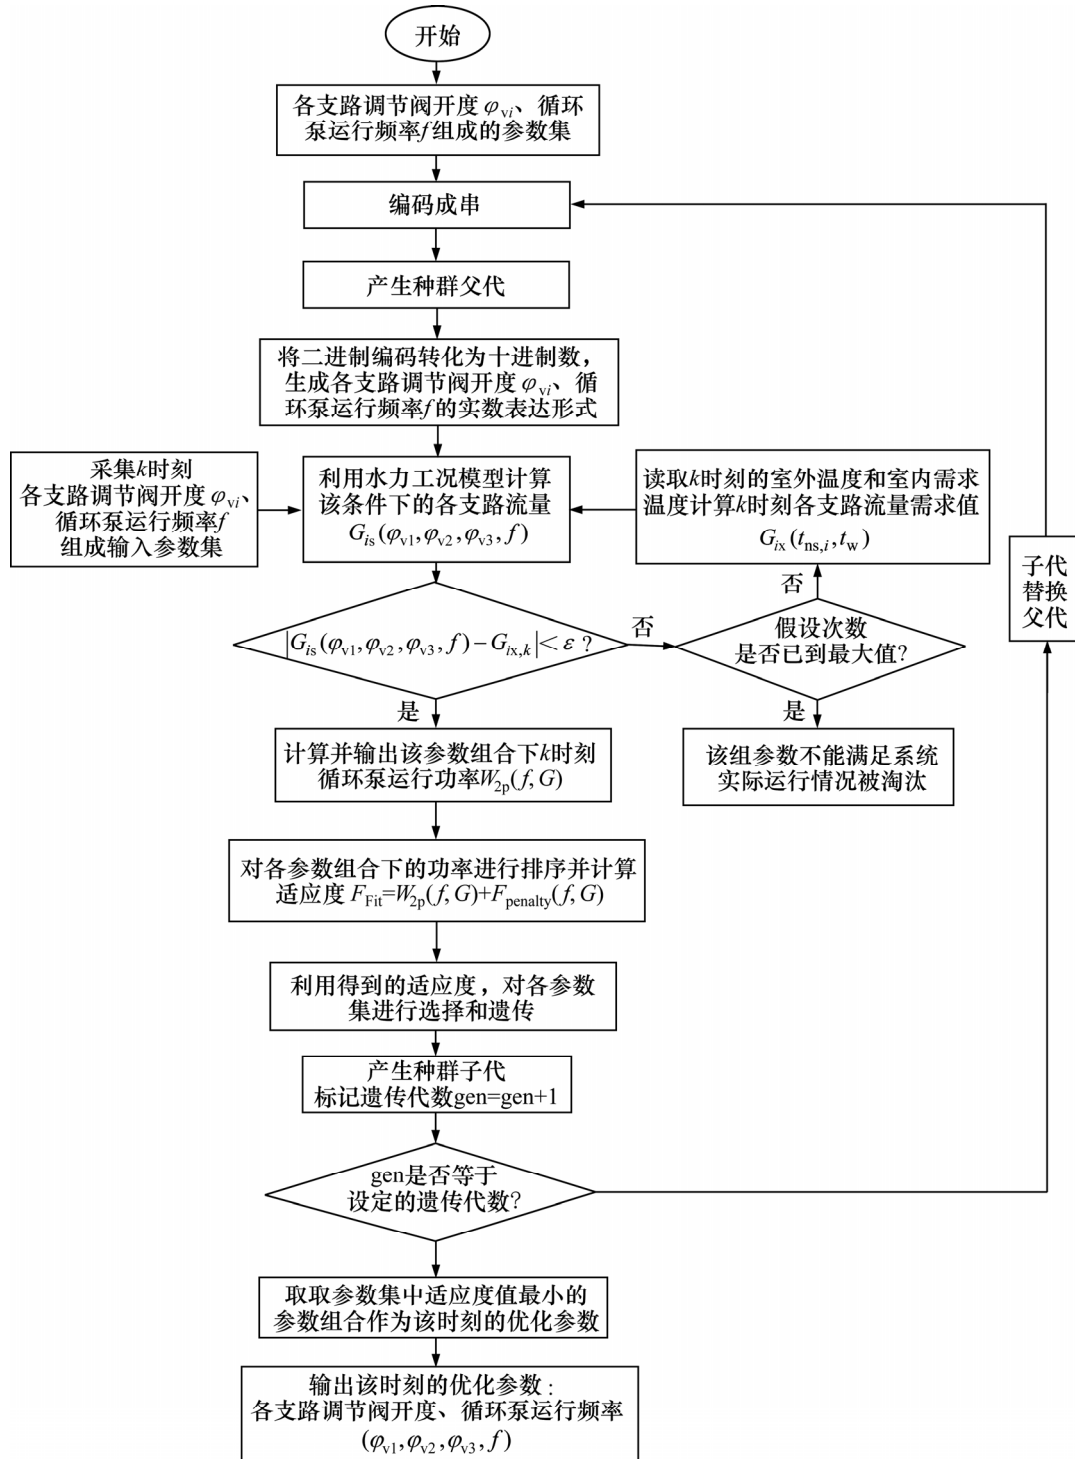 开始
各支路调节阀开度 φvi、循环
泵运行频率f组成的参数集
编码成串
产生种群父代
将二进制编码转化为十进制数，
生成各支路调节阀开度 φvi、循
环泵运行频率f的实数表达形式
采集k时刻
各支路调节阀开度 φvi、
循环泵运行频率f
组成输入参数集
利用水力工况模型计算
该条件下的各支路流量
Gis(φv1,φv2,φv3,f)
读取k时刻的室外温度和室内需求
温度计算k时刻各支路流量需求值
Gix(tns,i,tw)
子代
替换
父代
|Gis(φv1,φv2,φv3,f)−Gix,k|<ε?
否
否
假设次数
是否已到最大值?
是
是
该组参数不能满足系统
实际运行情况被淘汰
计算并输出该参数组合下k时刻
循环泵运行功率W2p(f,G)
对各参数组合下的功率进行排序并计算
适应度 FFit=W2p(f,G)+Fpenalty(f,G)
利用得到的适应度，对各参数
集进行选择和遗传
产生种群子代
标记遗传代数gen=gen+1
gen是否等于
设定的遗传代数?
取取参数集中适应度值最小的
参数组合作为该时刻的优化参数
输出该时刻的优化参数:
各支路调节阀开度、循环泵运行频率
(φv1,φv2,φv3,f)